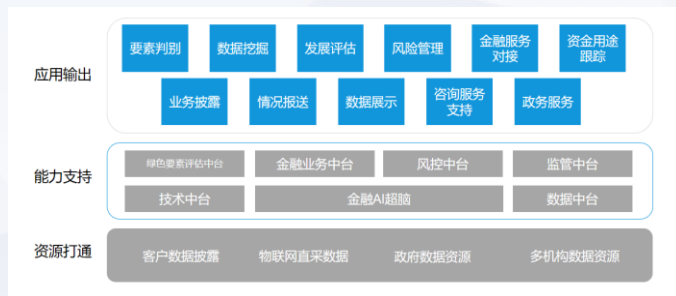 应用输出
要素判别
数据挖掘
发展评估
风险管理
金融服务
对接
资金用途
跟踪
业务披露
情况报送
数据展示
咨询服务
支持
政务服务
能力支持
绿色要素评估中台
金融业务中台
风控中台
监管中台
技术中台
金融AI超脑
数据中台
资源打通
客户数据披露
物联网直采数据
政府数据资源
多机构数据资源